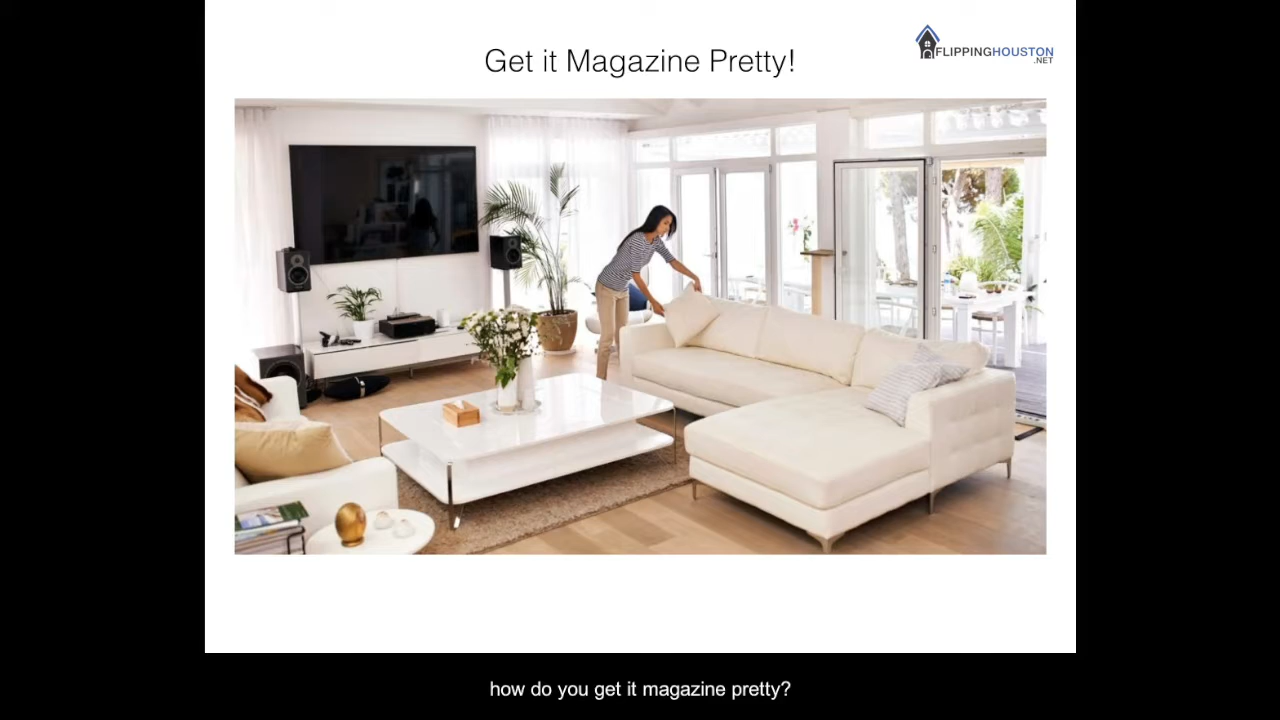 Get it Magazine Pretty!
FLIPPINGHOUSTON
.NET
how do you get it magazine pretty?